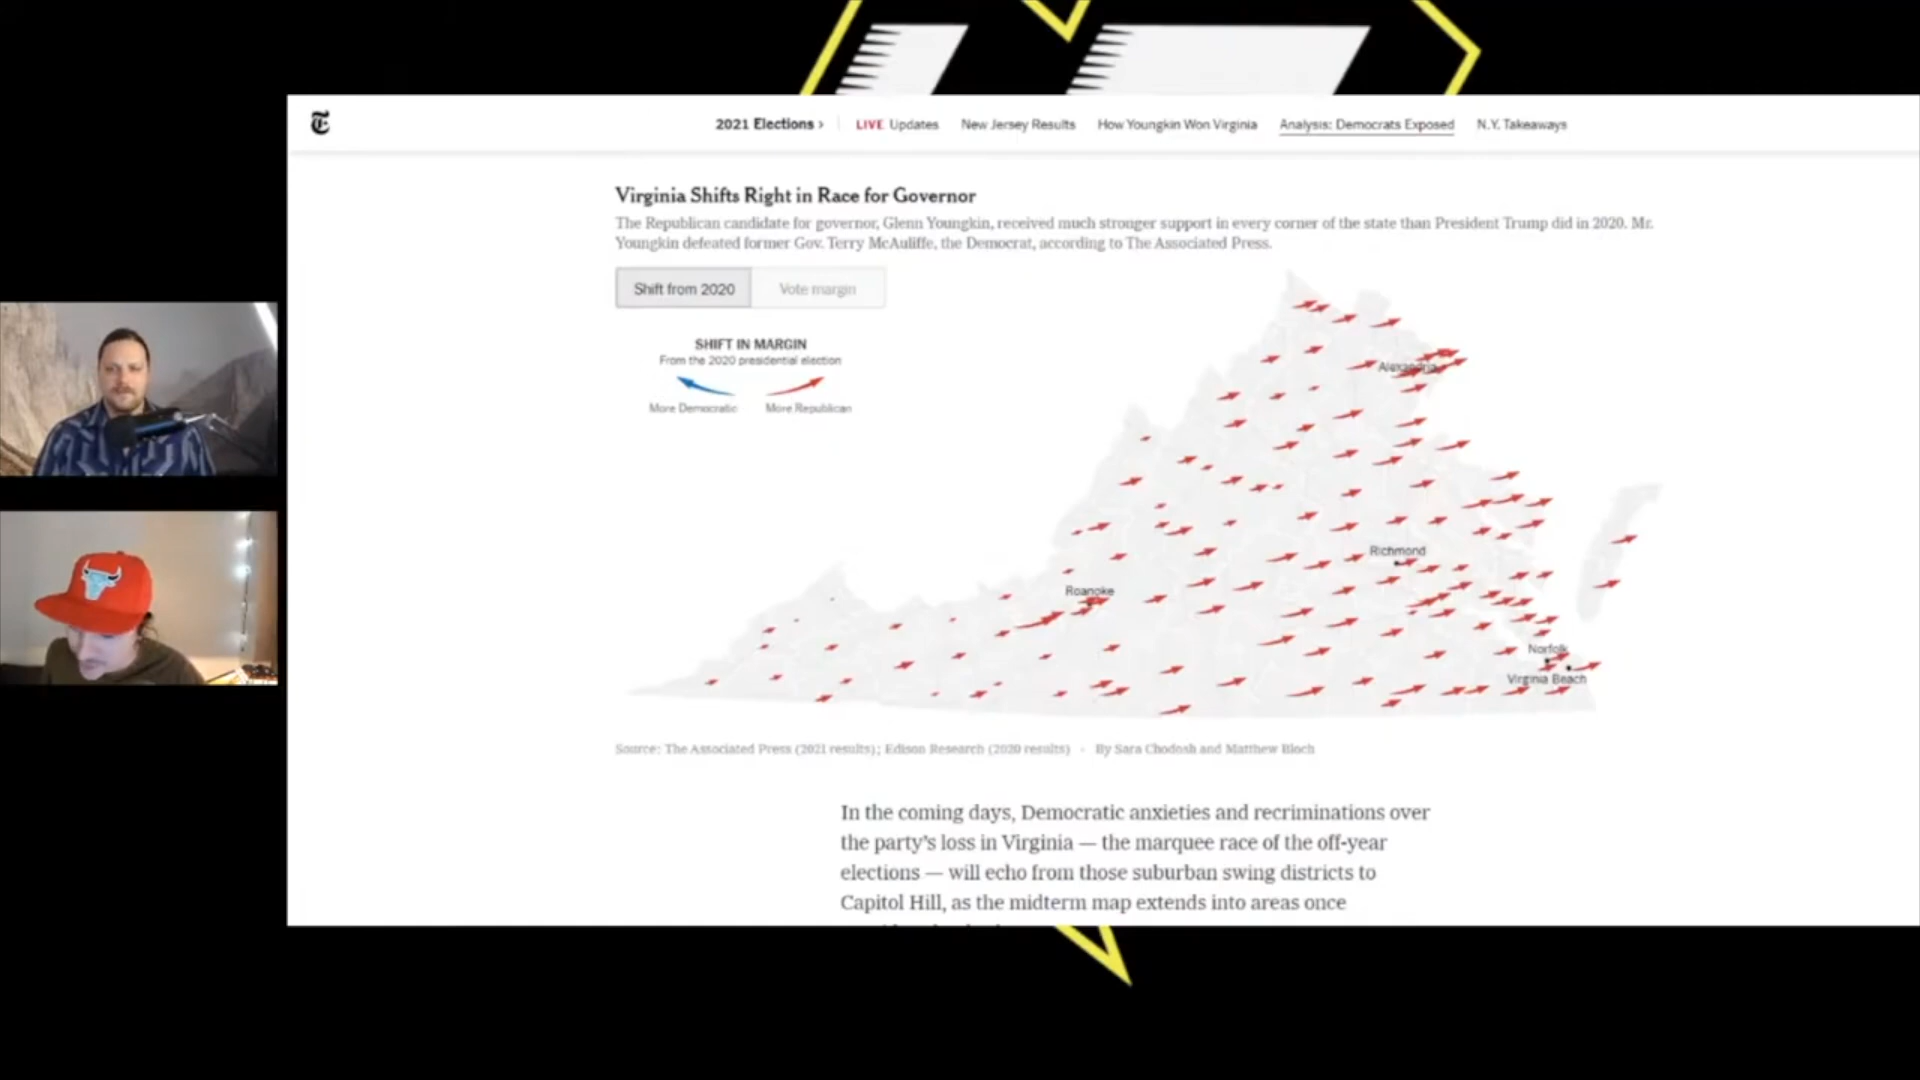 2021 Elections › LIVE Updates New Jersey Results How Youngkin Won Virginia Analysis: Democrats Exposed N.Y. Takeaways
Virginia Shifts Right in Race for Governor
The Republican candidate for governor, Glenn Youngkin, received much stronger support in every corner of the state than President Trump did in 2020. Mr.
Youngkin defeated former Gov. Terry McAuliffe, the Democrat, according to The Associated Press.
Shift from 2020 Vote margin
SHIFT IN MARGIN
From the 2020 presidential election
More Democratic More Republican
Alexandria
Richmond
Roanoke
Norfolk
Virginia Beach
Source: The Associated Press (2021 results); Edison Research (2020 results) • By Sara Chodosh and Matthew Bloch
In the coming days, Democratic anxieties and recriminations over
the party’s loss in Virginia — the marquee race of the off-year
elections — will echo from those suburban swing districts to
Capitol Hill, as the midterm map extends into areas once